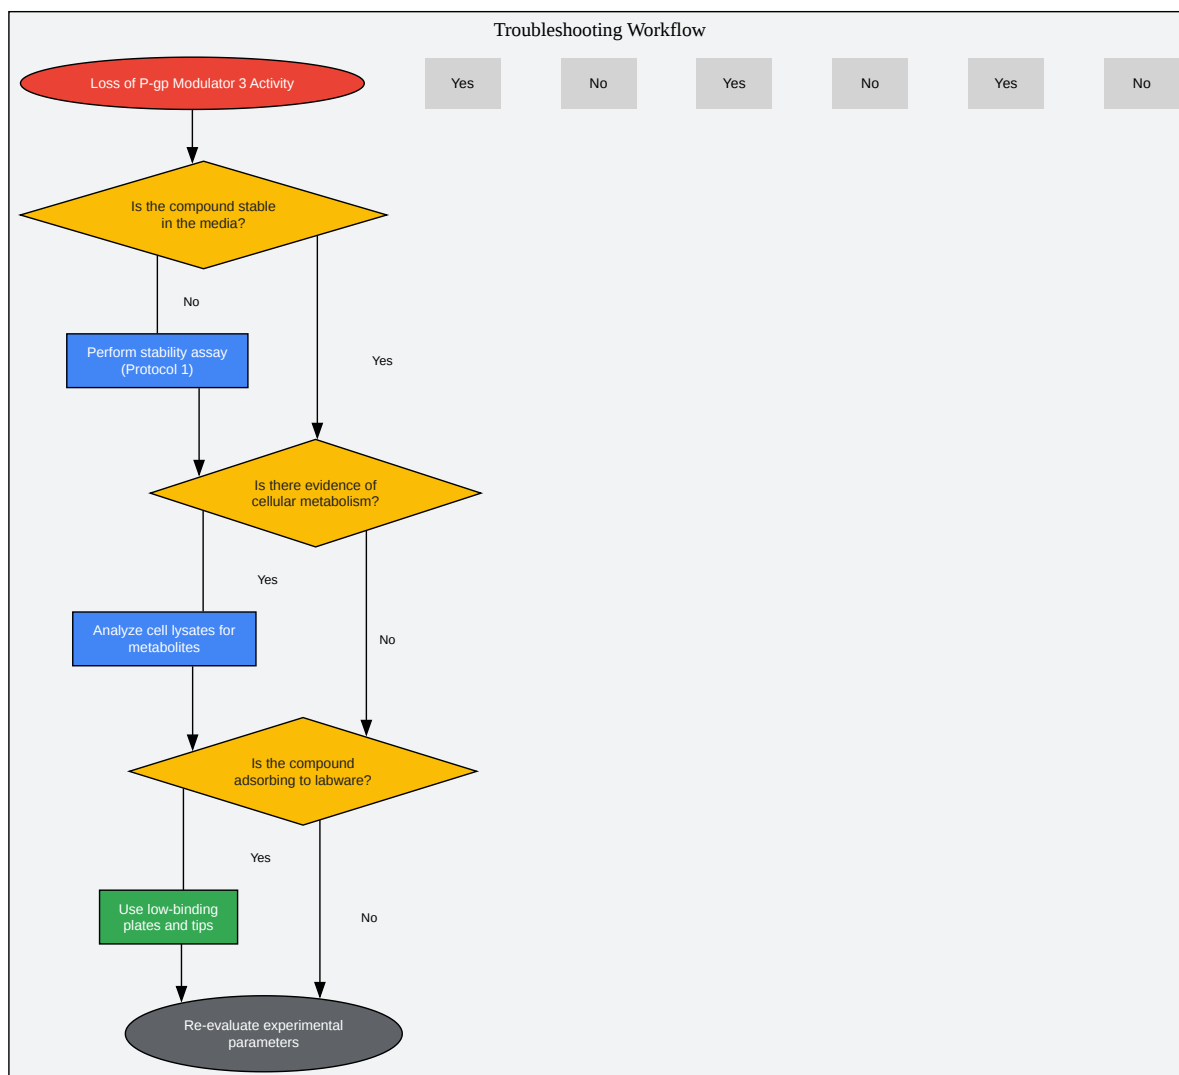 Troubleshooting Workflow
Loss of P-gp Modulator 3 Activity
Yes
No
Yes
No
Yes
No
Is the compound stable
in the media?
No
Perform stability assay
(Protocol 1)
Yes
Is there evidence of
cellular metabolism?
Yes
Analyze cell lysates for
metabolites
No
Is the compound
adsorbing to labware?
Yes
Use low-binding
plates and tips
No
Re-evaluate experimental
parameters